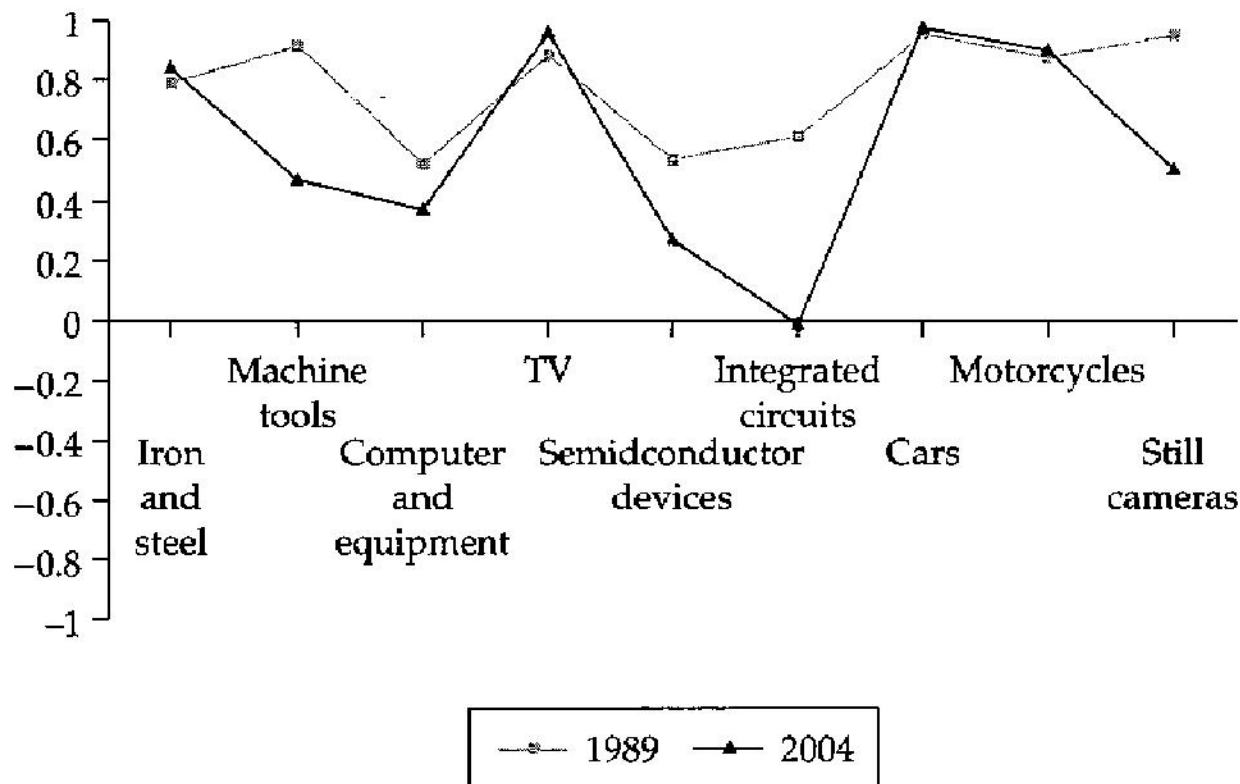 1
0.8
0.6
0.4
0.2
0
−0.2
−0.4
−0.6
−0.8
−1
Machine
tools
TV
Integrated
circuits
Motorcycles
Iron
and
steel
Computer
and
equipment
Semidconductor
devices
Cars
Still
cameras
1989 2004